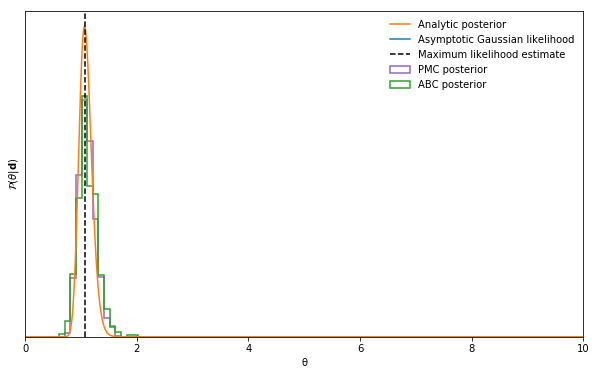 Analytic posterior
Asymptotic Gaussian likelihood
Maximum likelihood estimate
PMC posterior
ABC posterior
𝒫(θ|𝐝)
0 2 4 6 8 10
θ